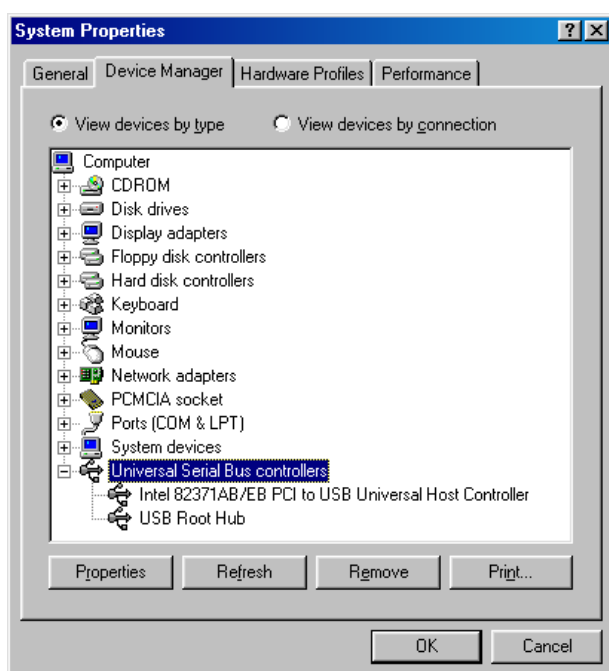 System Properties
General Device Manager Hardware Profiles Performance
View devices by type View devices by connection
Computer
CDROM
Disk drives
Display adapters
Floppy disk controllers
Hard disk controllers
Keyboard
Monitors
Mouse
Network adapters
PCMCIA socket
Ports (COM & LPT)
System devices
Universal Serial Bus controllers
Intel 82371AB/EB PCI to USB Universal Host Controller
USB Root Hub
Properties Refresh Remove Print...
OK Cancel